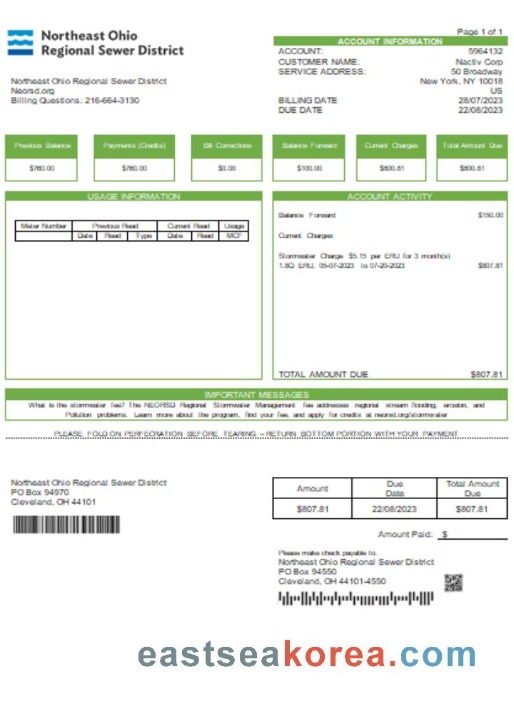 Northeast Ohio
Regional Sewer District
Page 1 of 1
ACCOUNT INFORMATION
ACCOUNT: 5964132
CUSTOMER NAME: Nactiv Corp
SERVICE ADDRESS: 50 Broadway
New York, NY 10018
US
BILLING DATE 28/07/2023
DUE DATE 22/08/2023
Northeast Ohio Regional Sewer District
Neorsd.org
Billing Questions: 216-664-3130
Previous Balance Payments (Credits) Bill Corrections Balance Forward Current Charges Total Amount Due
$760.00 $760.00 $0.00 $100.00 $800.81 $800.81
USAGE INFORMATION
Meter Number Previous Read Current Read Usage
Date Read Type Date Read MCF
ACCOUNT ACTIVITY
Balance Forward $150.00
Current Charges
Stormwater Charge $5.15 per ERU for 3 month(s)
1.8Q ERU, 05-07-2023 to 07-20-2023 $807.81
TOTAL AMOUNT DUE $807.81
IMPORTANT MESSAGES
What is the stormwater fee? The NEORSD Regional Stormwater Management fee addresses regional stream flooding, erosion, and
Pollution problems. Learn more about the program, find your fee, and apply for credits at neorsd.org/stormwater
PLEASE FOLD ON PERFECRATION BEFORE TEARING – RETURN BOTTOM PORTION WITH YOUR PAYMENT
Northeast Ohio Regional Sewer District
PO Box 94970
Cleveland, OH 44101
Amount Due Date Total Amount Due
$807.81 22/08/2023 $807.81
Amount Paid: $
Please make check payable to:
Northeast Ohio Regional Sewer District
PO Box 94550
Cleveland, OH 44101-4550
eastseakorea.com